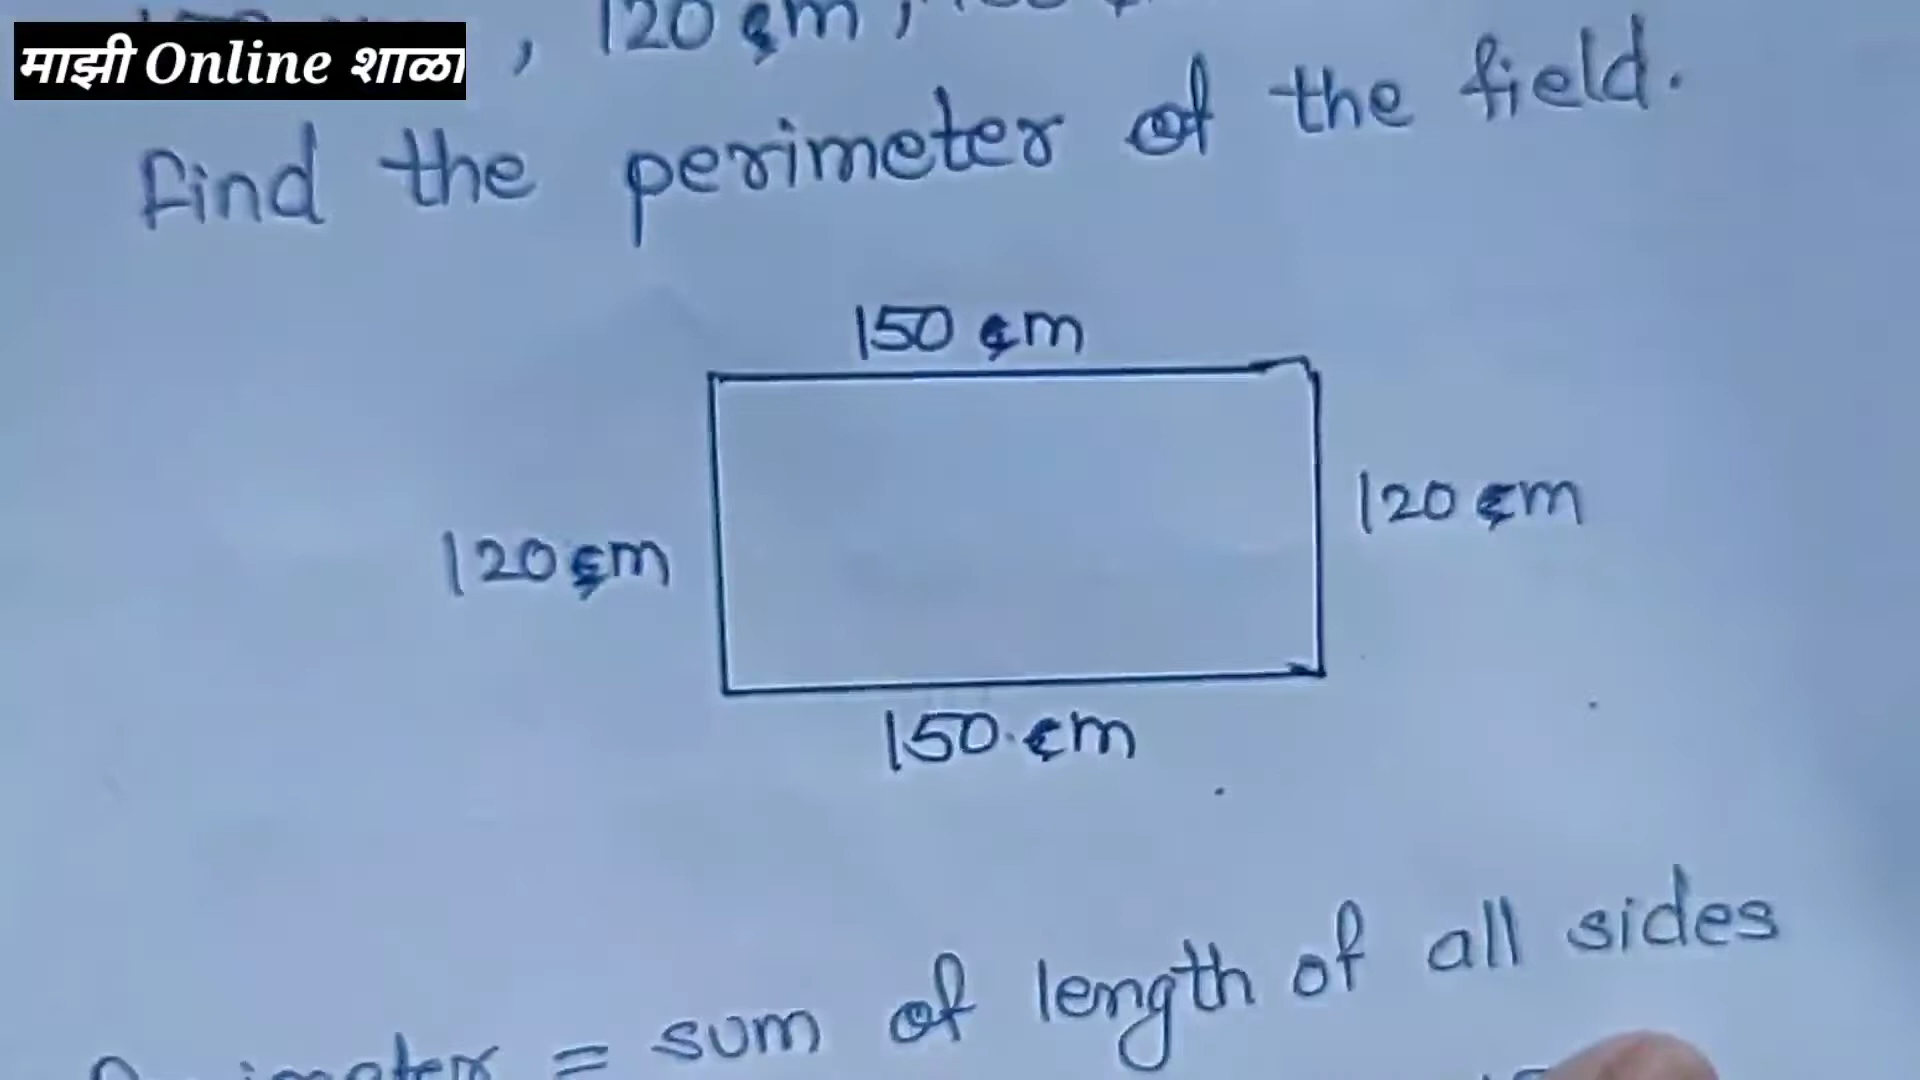 माझी Online शाळा
, 120 cm,
find the perimeter of the field.
150 cm
120 cm
120 cm
150 cm
= sum of length of all sides